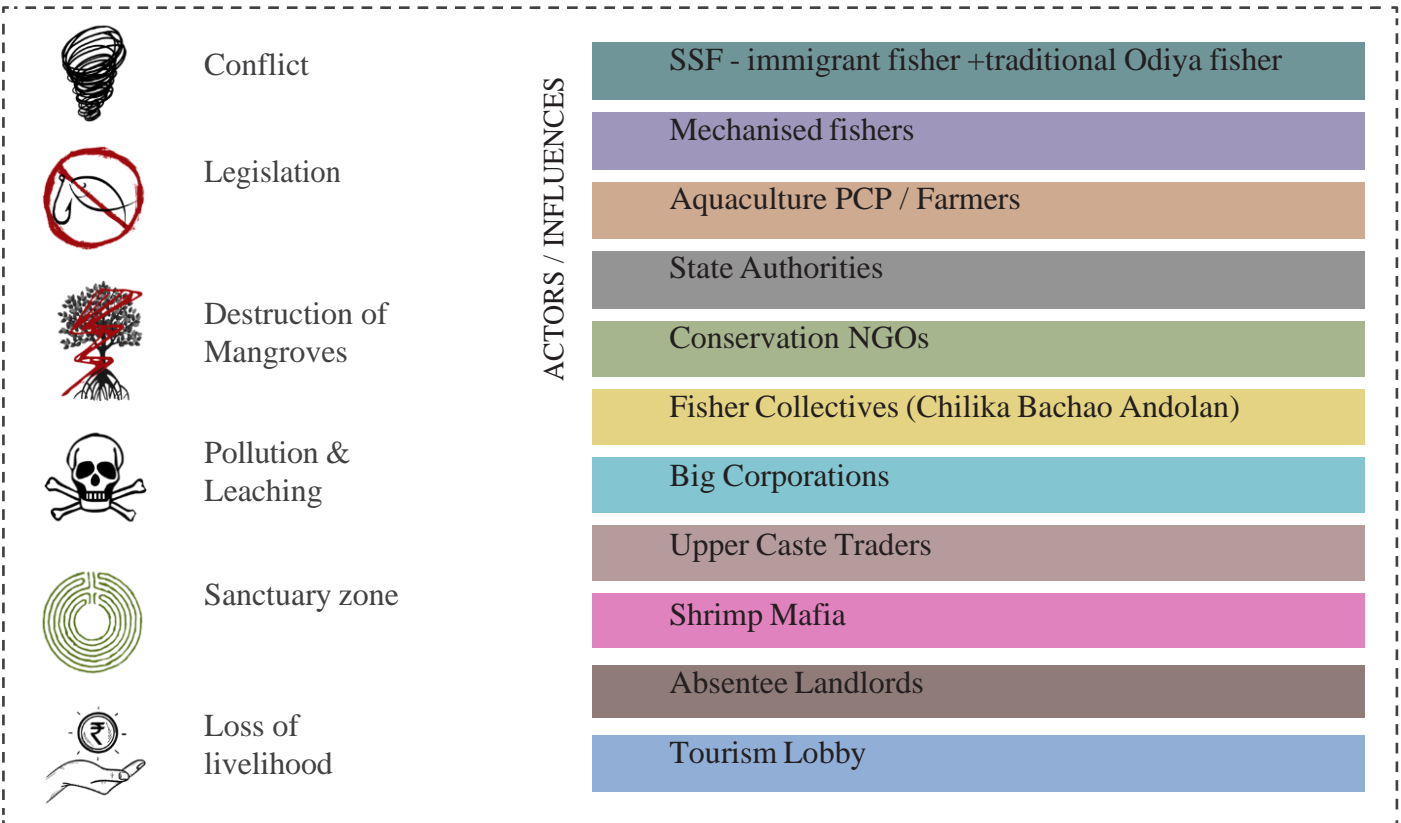 Conflict
Legislation
Destruction of
Mangroves
Pollution &
Leaching
Sanctuary zone
Loss of
livelihood
₹
ACTORS / INFLUENCES
SSF - immigrant fisher +traditional Odiya fisher
Mechanised fishers
Aquaculture PCP / Farmers
State Authorities
Conservation NGOs
Fisher Collectives (Chilika Bachao Andolan)
Big Corporations
Upper Caste Traders
Shrimp Mafia
Absentee Landlords
Tourism Lobby